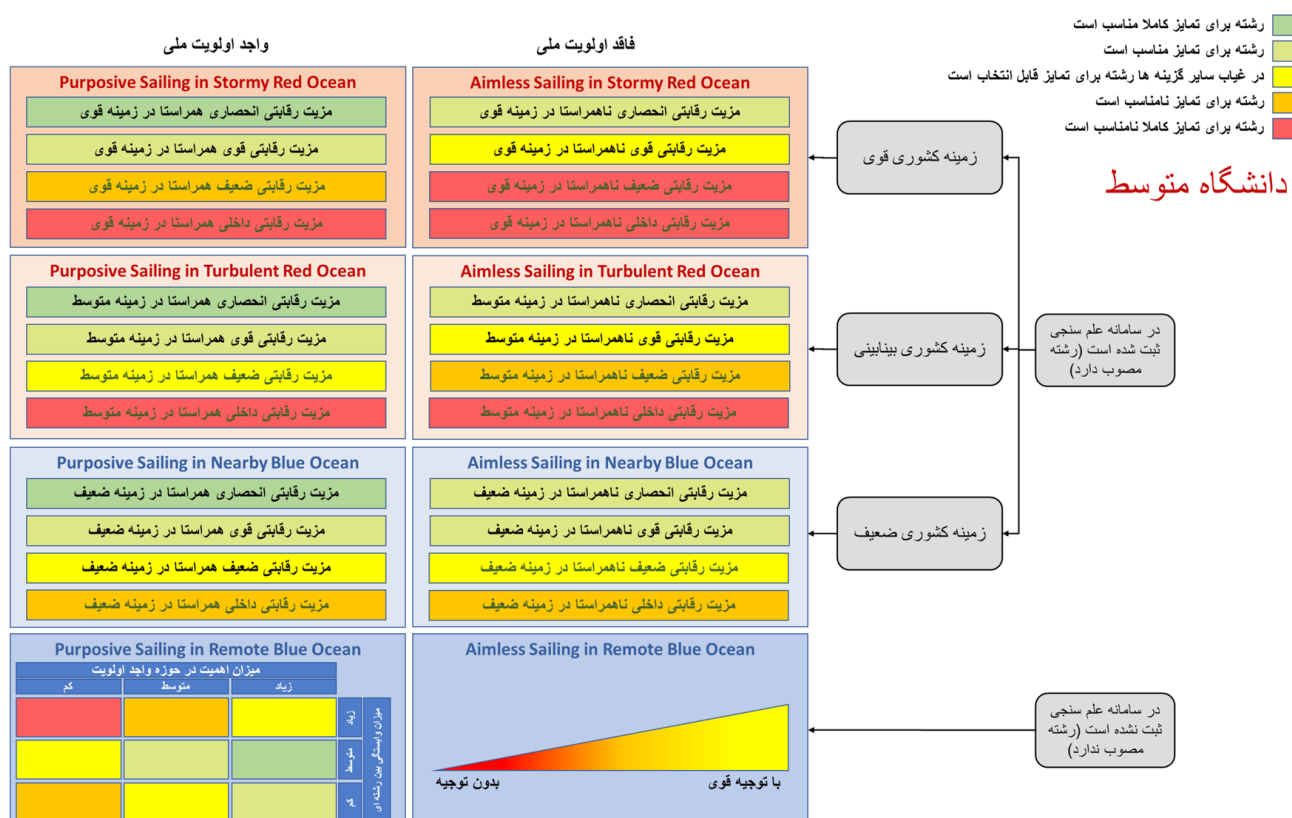 رشته برای تمایز کاملا مناسب است
رشته برای تمایز مناسب است
در غیاب سایر گزینه ها رشته برای تمایز قابل انتخاب است
رشته برای تمایز نامناسب است
رشته برای تمایز کاملا نامناسب است
دانشگاه متوسط
در سامانه علم سنجی
ثبت شده است (رشته
مصوب دارد)
در سامانه علم سنجی
ثبت نشده است (رشته
مصوب ندارد)
زمینه کشوری قوی
زمینه کشوری بینابینی
زمینه کشوری ضعیف
فاقد اولویت ملی
Aimless Sailing in Stormy Red Ocean
مزیت رقابتی انحصاری ناهمراستا در زمینه قوی
مزیت رقابتی قوی ناهمراستا در زمینه قوی
مزیت رقابتی ضعیف ناهمراستا در زمینه قوی
مزیت رقابتی داخلی ناهمراستا در زمینه قوی
Aimless Sailing in Turbulent Red Ocean
مزیت رقابتی انحصاری ناهمراستا در زمینه متوسط
مزیت رقابتی قوی ناهمراستا در زمینه متوسط
مزیت رقابتی ضعیف ناهمراستا در زمینه متوسط
مزیت رقابتی داخلی ناهمراستا در زمینه متوسط
Aimless Sailing in Nearby Blue Ocean
مزیت رقابتی انحصاری ناهمراستا در زمینه ضعیف
مزیت رقابتی قوی ناهمراستا در زمینه ضعیف
مزیت رقابتی ضعیف ناهمراستا در زمینه ضعیف
مزیت رقابتی داخلی ناهمراستا در زمینه ضعیف
Aimless Sailing in Remote Blue Ocean
با توجیه قوی
بدون توجیه
واجد اولویت ملی
Purposive Sailing in Stormy Red Ocean
مزیت رقابتی انحصاری همراستا در زمینه قوی
مزیت رقابتی قوی همراستا در زمینه قوی
مزیت رقابتی ضعیف همراستا در زمینه قوی
مزیت رقابتی داخلی همراستا در زمینه قوی
Purposive Sailing in Turbulent Red Ocean
مزیت رقابتی انحصاری همراستا در زمینه متوسط
مزیت رقابتی قوی همراستا در زمینه متوسط
مزیت رقابتی ضعیف همراستا در زمینه متوسط
مزیت رقابتی داخلی همراستا در زمینه متوسط
Purposive Sailing in Nearby Blue Ocean
مزیت رقابتی انحصاری همراستا در زمینه ضعیف
مزیت رقابتی قوی همراستا در زمینه ضعیف
مزیت رقابتی ضعیف همراستا در زمینه ضعیف
مزیت رقابتی داخلی همراستا در زمینه ضعیف
Purposive Sailing in Remote Blue Ocean
میزان اهمیت در حوزه واجد اولویت
زیاد
متوسط
کم
میزان وابستگی بین رشته ای
زیاد
متوسط
کم